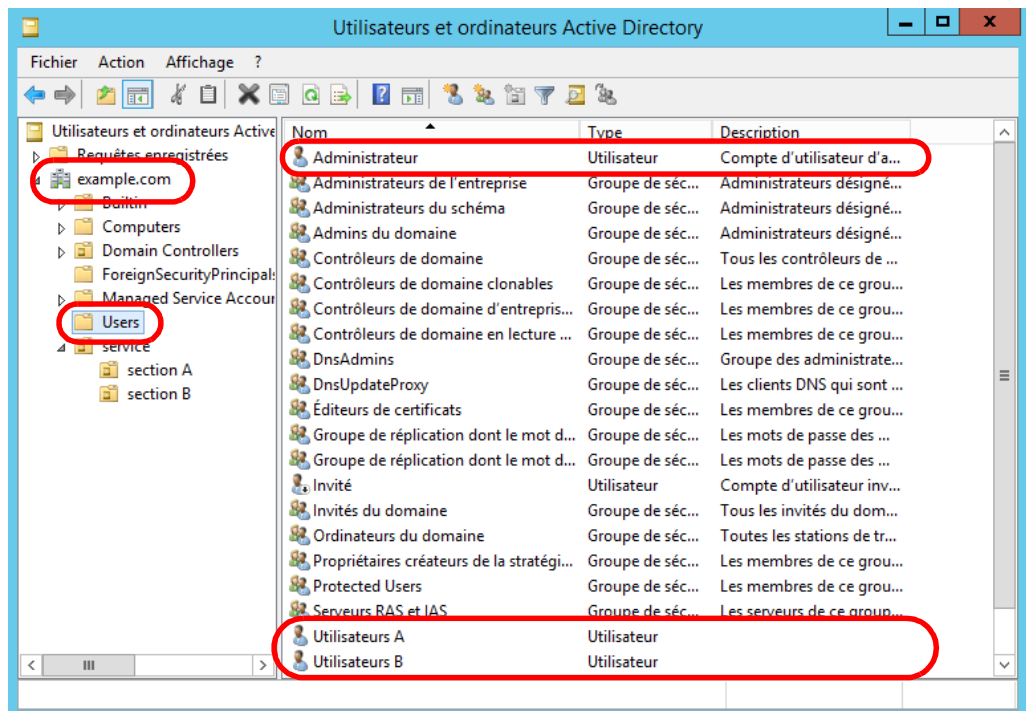 Utilisateurs et ordinateurs Active Directory
Fichier Action Affichage ?
Utilisateurs et ordinateurs Active
Requêtes enregistrées
example.com
Builtin
Computers
Domain Controllers
ForeignSecurityPrincipals
Managed Service Accour
Users
service
section A
section B
Nom Type Description
Administrateur Utilisateur Compte d'utilisateur d'a...
Administrateurs de l'entreprise Groupe de séc... Administrateurs désigné...
Administrateurs du schéma Groupe de séc... Administrateurs désigné...
Admins du domaine Groupe de séc... Administrateurs désigné...
Contrôleurs de domaine Groupe de séc... Tous les contrôleurs de ...
Contrôleurs de domaine clonables Groupe de séc... Les membres de ce grou...
Contrôleurs de domaine d'entrepris... Groupe de séc... Les membres de ce grou...
Contrôleurs de domaine en lecture ... Groupe de séc... Les membres de ce grou...
DnsAdmins Groupe de séc... Groupe des administrate...
DnsUpdateProxy Groupe de séc... Les clients DNS qui sont ...
Éditeurs de certificats Groupe de séc... Les membres de ce grou...
Groupe de réplication dont le mot d... Groupe de séc... Les mots de passe des ...
Groupe de réplication dont le mot d... Groupe de séc... Les mots de passe des ...
Invité Utilisateur Compte d'utilisateur inv...
Invités du domaine Groupe de séc... Tous les invités du dom...
Ordinateurs du domaine Groupe de séc... Toutes les stations de tr...
Propriétaires créateurs de la stratégi... Groupe de séc... Les membres de ce grou...
Protected Users Groupe de séc... Les membres de ce grou...
Serveurs RAS et IAS Groupe de séc... Les serveurs de ce group...
Utilisateurs A Utilisateur
Utilisateurs B Utilisateur